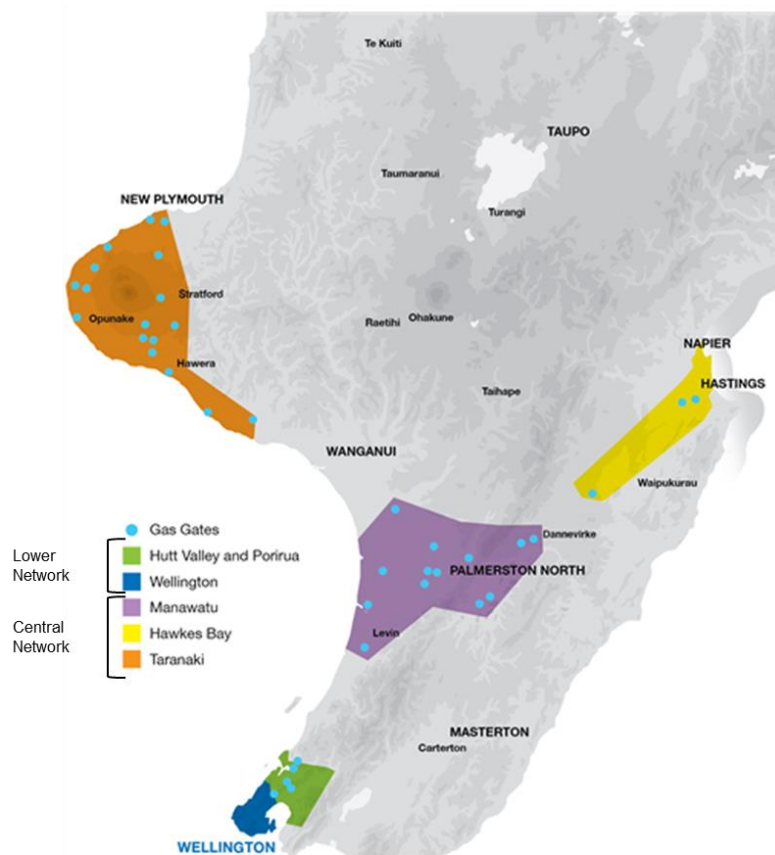 Te Kuiti
TAUPO
Taumaranui
NEW PLYMOUTH
Turangi
Stratford
Opunake
Raetihi
Ohakune
NAPIER
Hawera
HASTINGS
Taihape
WANGANUI
Waipukurau
Gas Gates
Dannevirke
Lower
Network
Hutt Valley and Porirua
PALMERSTON NORTH
Wellington
Manawatu
Central
Network
Hawkes Bay
Levin
Taranaki
MASTERTON
Carterton
WELLINGTON